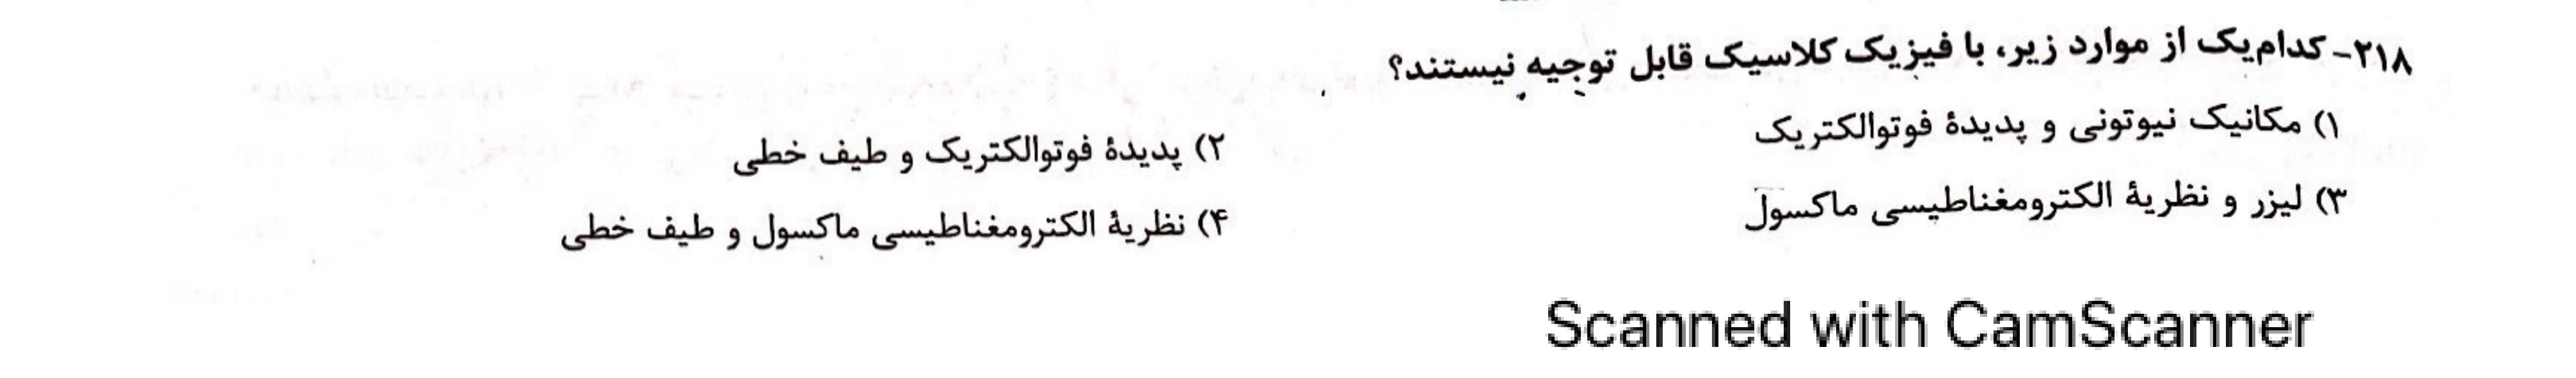 ۲۱۸- کدام‌یک از موارد زیر، با فیزیک کلاسیک قابل توجیه نیستند؟
۱) مکانیک نیوتونی و پدیدهٔ فوتوالکتریک
۲) پدیدهٔ فوتوالکتریک و طیف خطی
۳) لیزر و نظریهٔ الکترومغناطیسی ماکسول
۴) نظریهٔ الکترومغناطیسی ماکسول و طیف خطی
Scanned with CamScanner